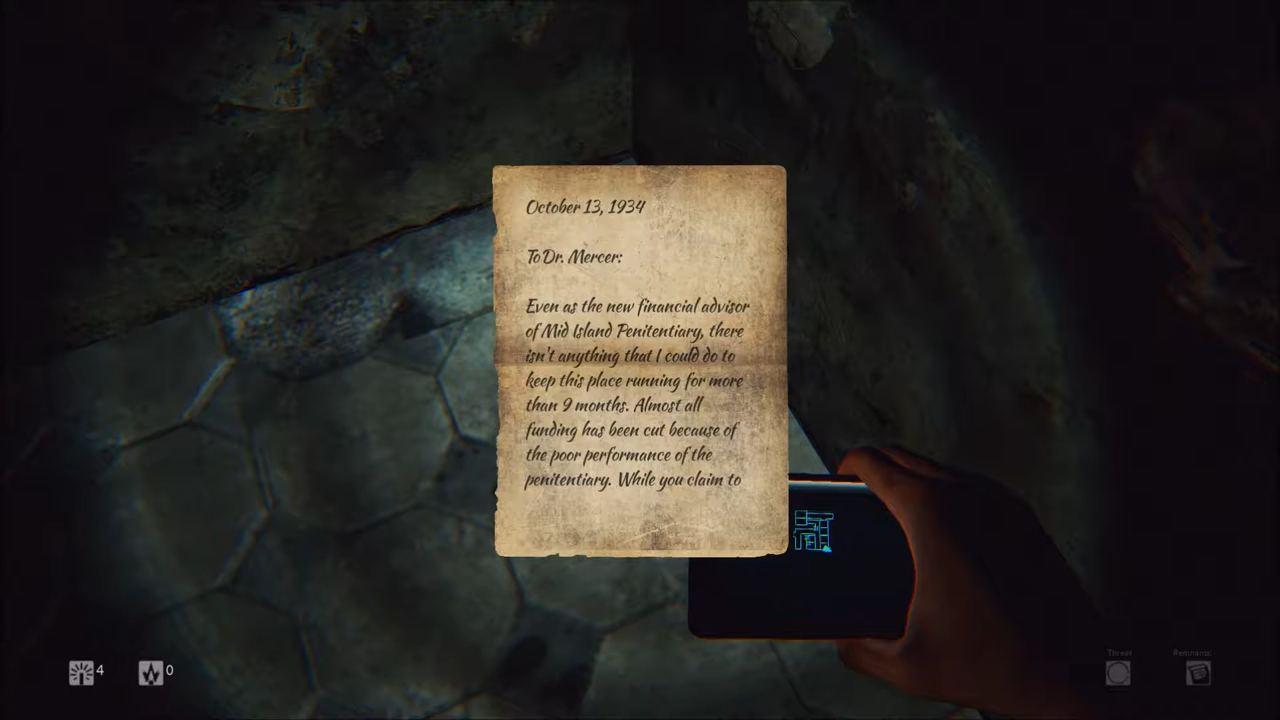 October 13, 1934
To Dr. Mercer:
Even as the new financial advisor
of Mid Island Penitentiary, there
isn't anything that I could do to
keep this place running for more
than 9 months. Almost all
funding has been cut because of
the poor performance of the
penitentiary. While you claim to
4
0
Threat
Remnants: